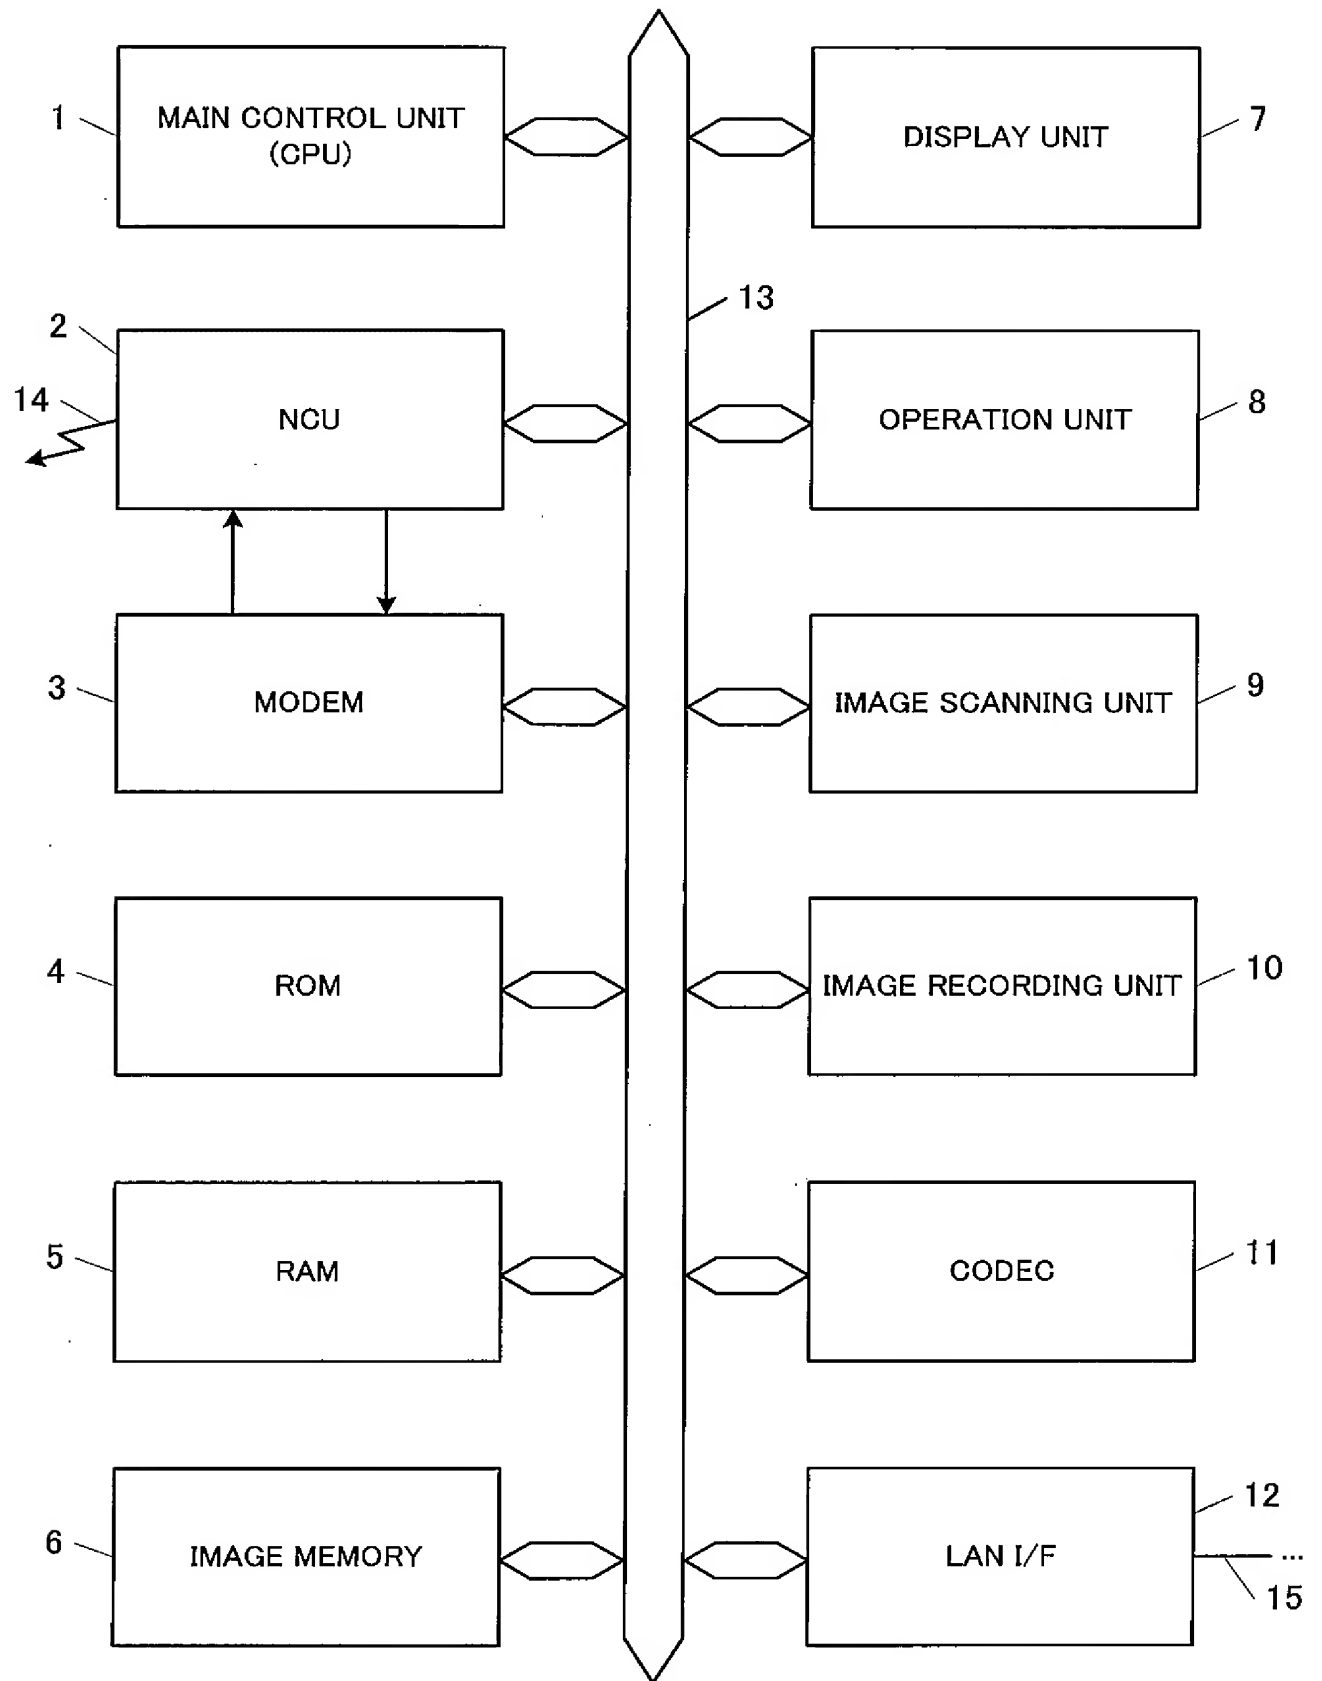 1
MAIN CONTROL UNIT
(CPU)
DISPLAY UNIT
7
13
2
14
NCU
OPERATION UNIT
8
3
MODEM
IMAGE SCANNING UNIT
9
4
ROM
IMAGE RECORDING UNIT
10
5
RAM
CODEC
11
6
IMAGE MEMORY
LAN I/F
12
...
15